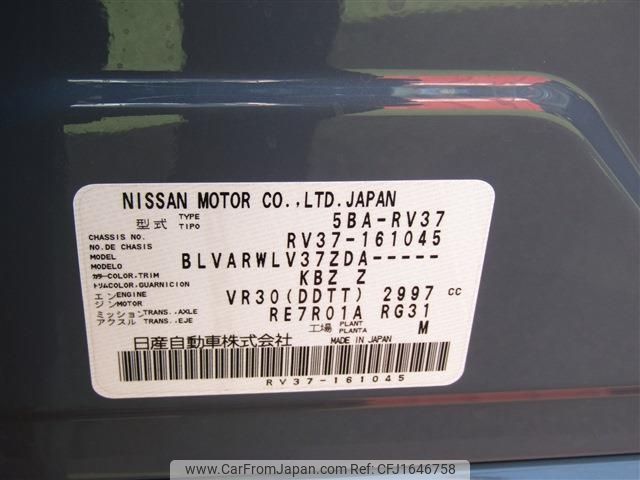 NISSAN MOTOR CO.,LTD.JAPAN
型式 TYPE TIPO 5BA-RV37
CHASSIS NO. NO.DE CHASIS RV37-161045
MODEL MODELO BLVARWLV37ZDA-----
カラー COLOR,TRIM トリム COLOR.GUARNICION KBZ Z
エンジン ENGINE MOTOR VR30(DDTT) 2997 CC
ミッション TRANS., アクスル AXLE TRANS.,EJE RE7R01A RG31
工場 PLANT PLANTA M
日産自動車株式会社 MADE IN JAPAN
RV37-161045
www.CarFromJapan.com - Car No. CFJ1646758